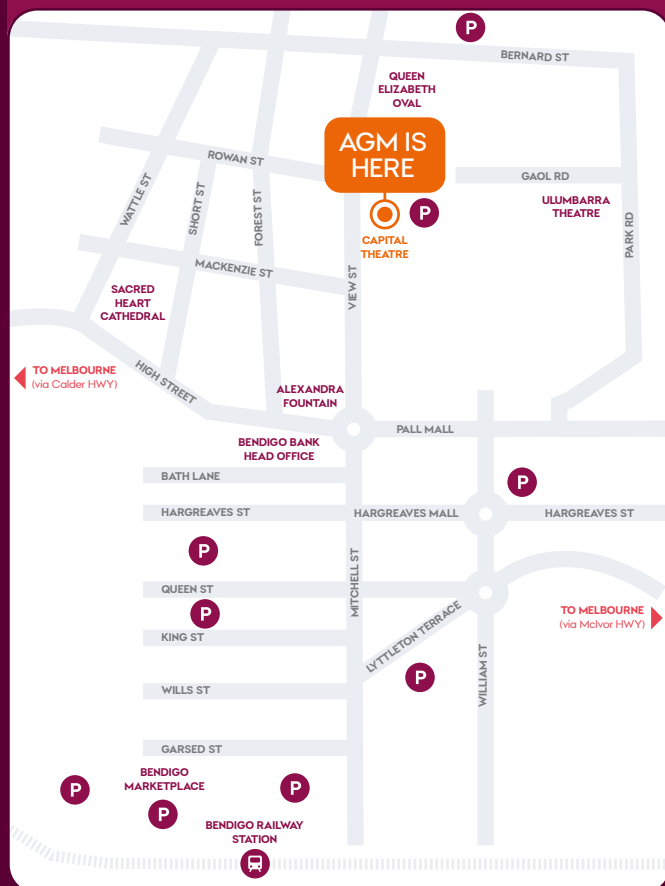 P
BERNARD ST
QUEEN
ELIZABETH
OVAL
AGM IS
HERE
ROWAN ST
GAOL RD
WATTLE ST
SHORT ST
FOREST ST
ULUMBARRA
THEATRE
P
PARK RD
CAPITAL
THEATRE
MACKENZIE ST
VIEW ST
SACRED
HEART
CATHEDRAL
TO MELBOURNE
(via Calder HWY)
HIGH STREET
ALEXANDRA
FOUNTAIN
PALL MALL
BENDIGO BANK
HEAD OFFICE
BATH LANE
P
HARGREAVES ST
HARGREAVES MALL
HARGREAVES ST
P
MITCHELL ST
QUEEN ST
P
TO MELBOURNE
(via McIvor HWY)
KING ST
LYTTLETON TERRACE
WILLIAM ST
P
WILLS ST
GARSED ST
BENDIGO
MARKETPLACE
P
P
P
BENDIGO RAILWAY
STATION